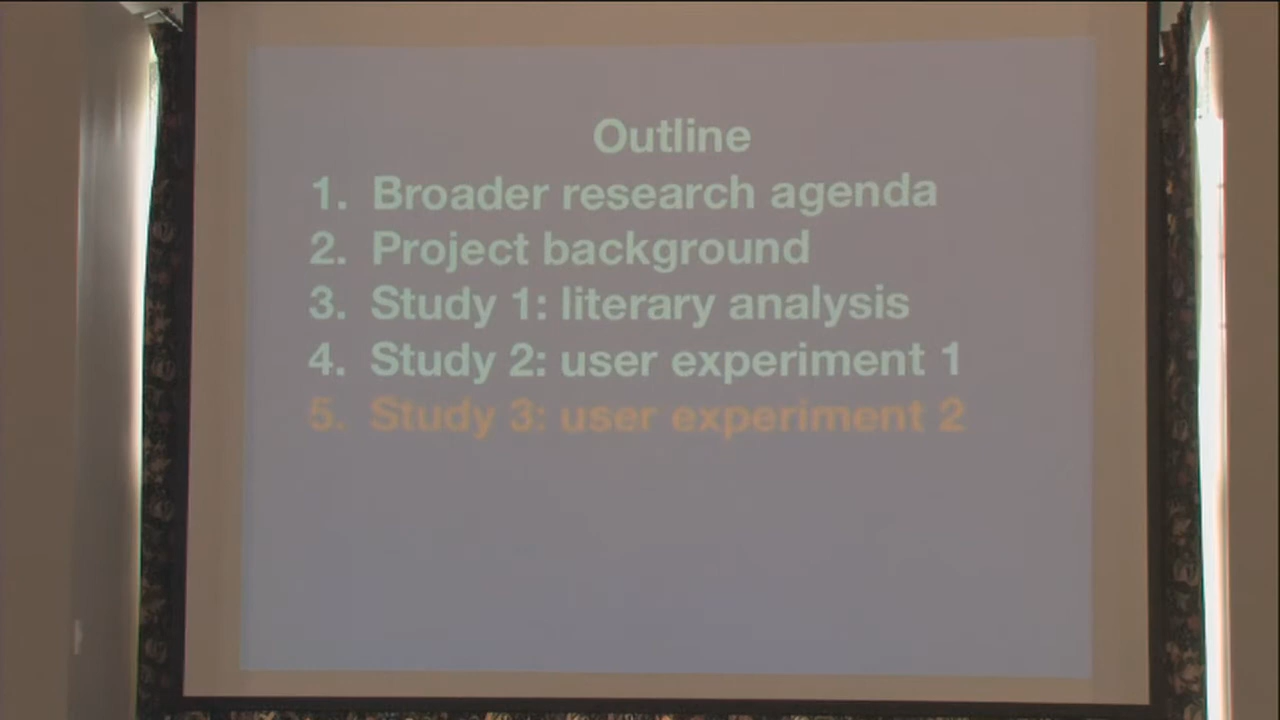 Outline
1. Broader research agenda
2. Project background
3. Study 1: literary analysis
4. Study 2: user experiment 1
5. Study 3: user experiment 2